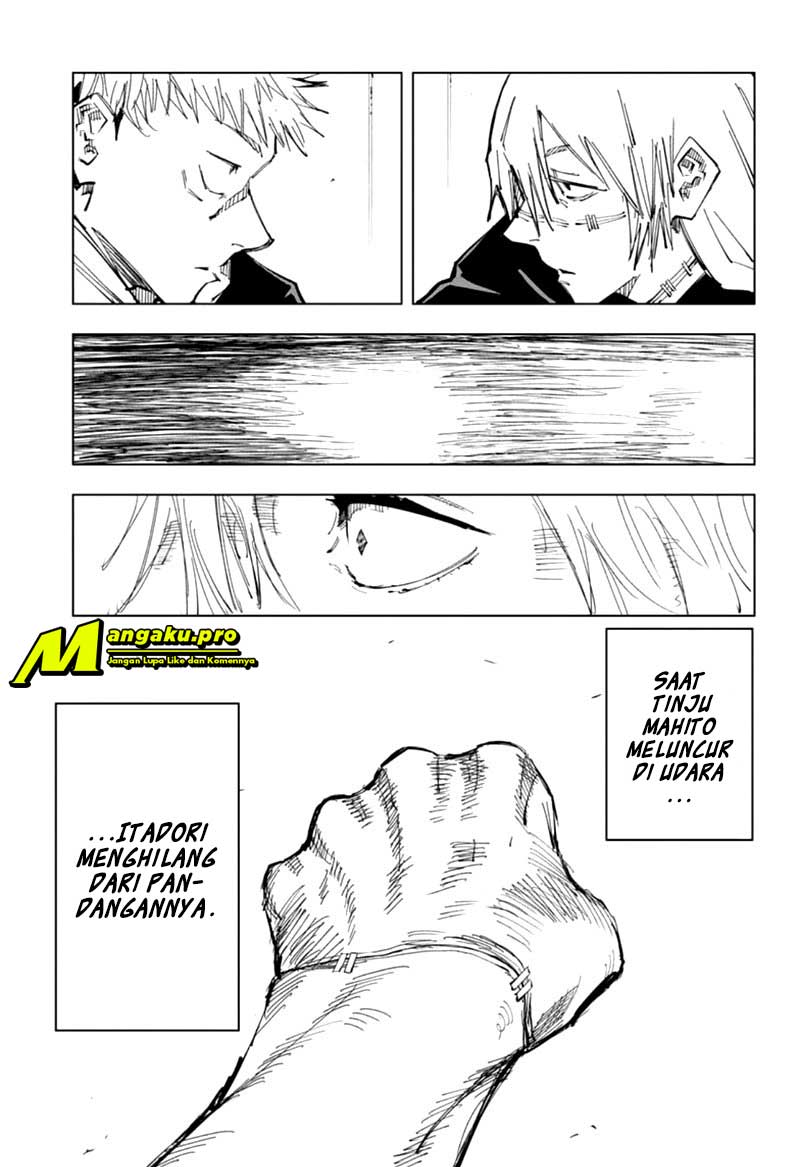 Mangaku.pro
Jangan Lupa Like dan Komennya
SAAT
TINJU
MAHITO
MELUNCUR
DI UDARA
...
...ITADORI
MENGHILANG
DARI PAN-
DANGANNYA.